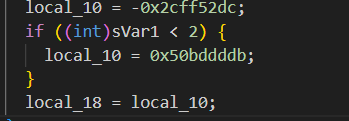 local_10 = -0x2cff52dc;
if ((int)sVar1 < 2) {
local_10 = 0x50bddddb;
}
local_18 = local_10;